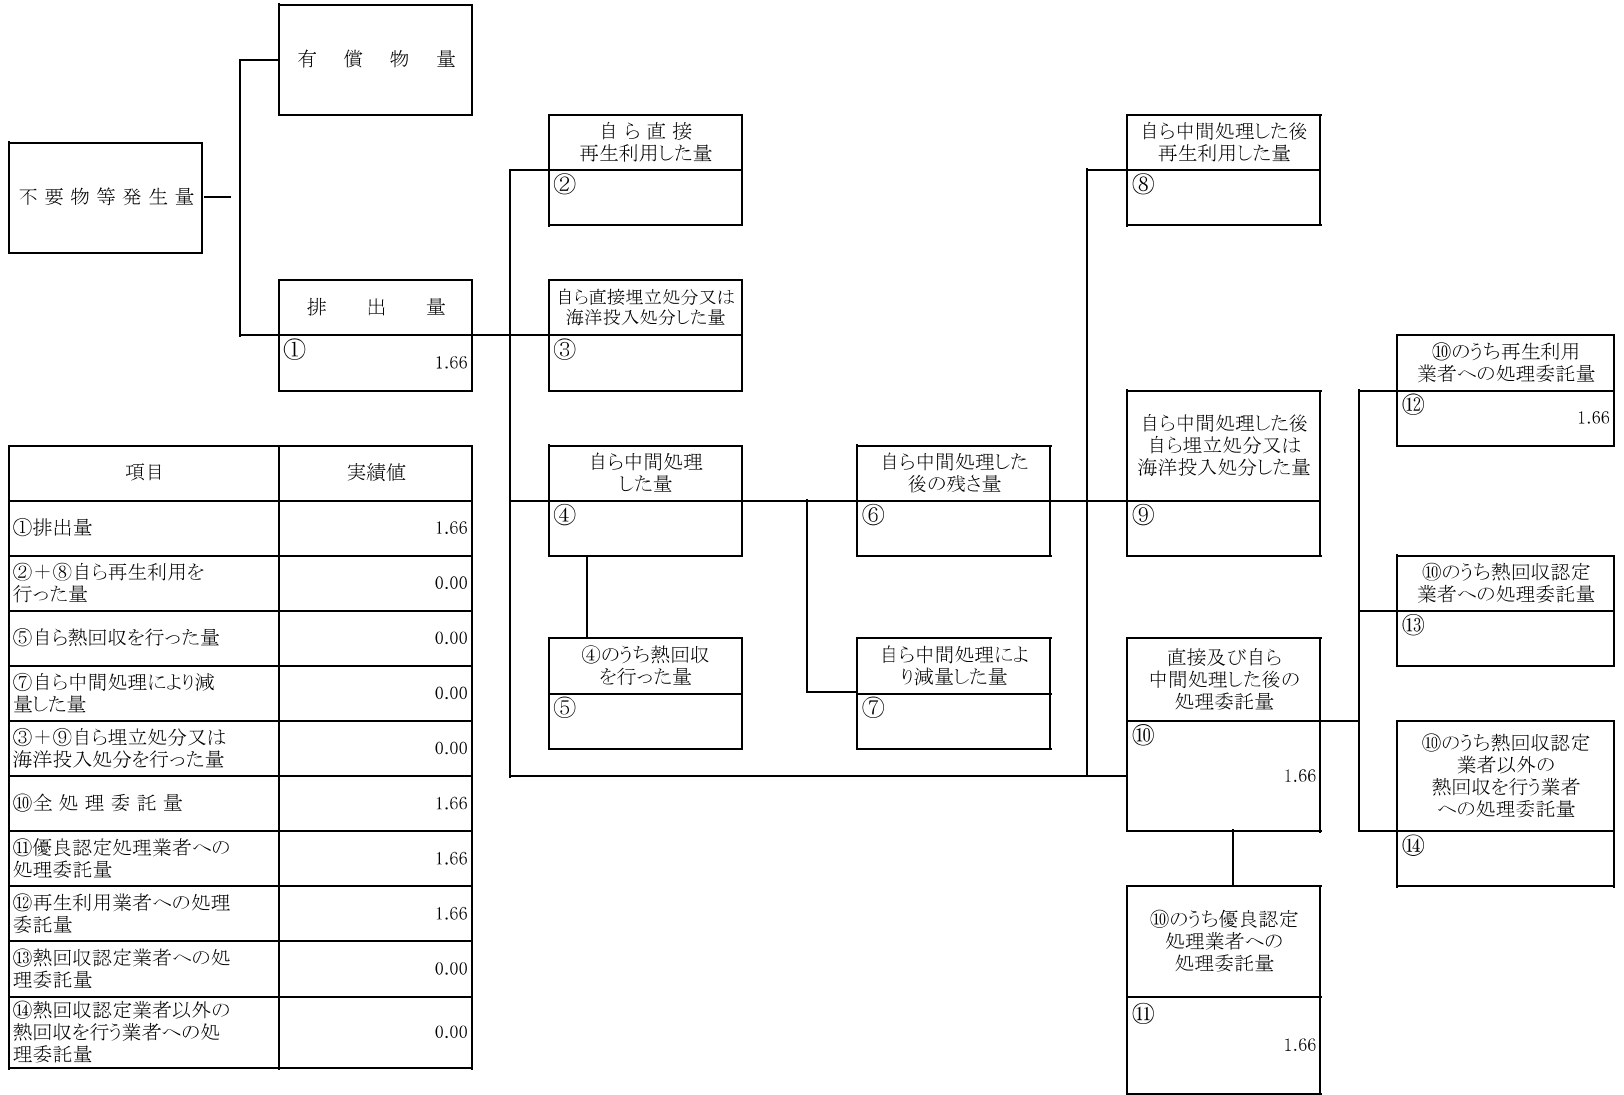 有償物量
不要物等発生量
排出量
①
1.66
自ら直接
再生利用した量
②
自ら直接埋立処分又は
海洋投入処分した量
③
自ら中間処理
した量
④
④のうち熱回収
を行った量
⑤
自ら中間処理した
後の残さ量
⑥
自ら中間処理によ
り減量した量
⑦
自ら中間処理した後
再生利用した量
⑧
自ら中間処理した後
自ら埋立処分又は
海洋投入処分した量
⑨
直接及び自ら
中間処理した後の
処理委託量
⑩
1.66
⑩のうち優良認定
処理業者への
処理委託量
⑪
1.66
⑩のうち再生利用
業者への処理委託量
⑫
1.66
⑩のうち熱回収認定
業者への処理委託量
⑬
⑩のうち熱回収認定
業者以外の
熱回収を行う業者
への処理委託量
⑭
項目 実績値
①排出量 1.66
②+⑧自ら再生利用を
行った量 0.00
⑤自ら熱回収を行った量 0.00
⑦自ら中間処理により減
量した量 0.00
③+⑨自ら埋立処分又は
海洋投入処分を行った量 0.00
⑩全処理委託量 1.66
⑪優良認定処理業者への
処理委託量 1.66
⑫再生利用業者への処理
委託量 1.66
⑬熱回収認定業者への処
理委託量 0.00
⑭熱回収認定業者以外の
熱回収を行う業者への処
理委託量 0.00